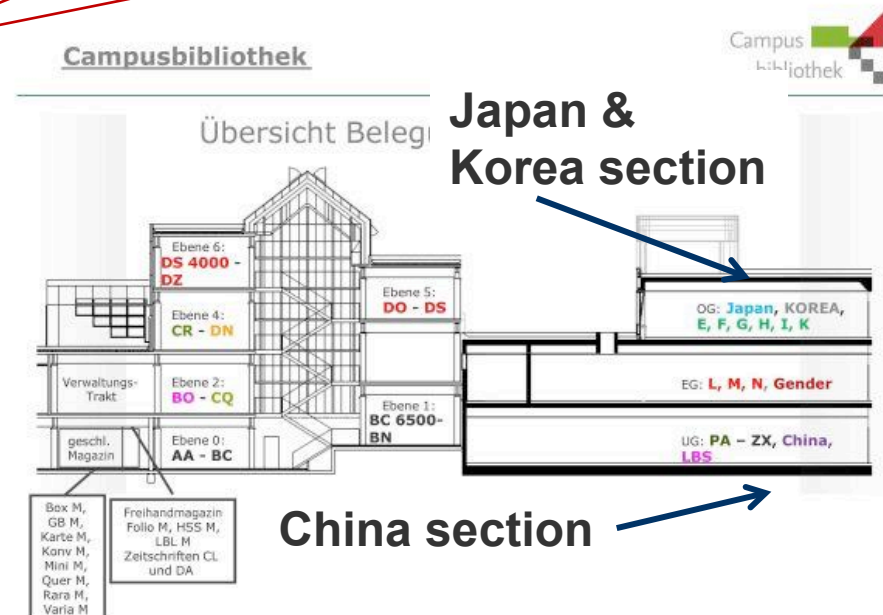 Campusbibliothek
Campus
bibliothek
Übersicht Beleg
Japan &
Korea section
Ebene 6:
DS 4000 -
DZ
Ebene 5:
DO - DS
OG: Japan, KOREA,
E, F, G, H, I, K
Ebene 4:
CR - DN
Verwaltungs-
Trakt
Ebene 2:
BO - CQ
EG: L, M, N, Gender
Ebene 1:
BC 6500-
BN
geschl.
Magazin
Ebene 0:
AA - BC
UG: PA – ZX, China,
LBS
Box M,
GB M,
Karte M,
Konv M,
Mini M,
Quer M,
Rara M,
Varia M
Freihandmagazin
Folio M, HSS M,
LBL M
Zeitschriften CL
und DA
China section